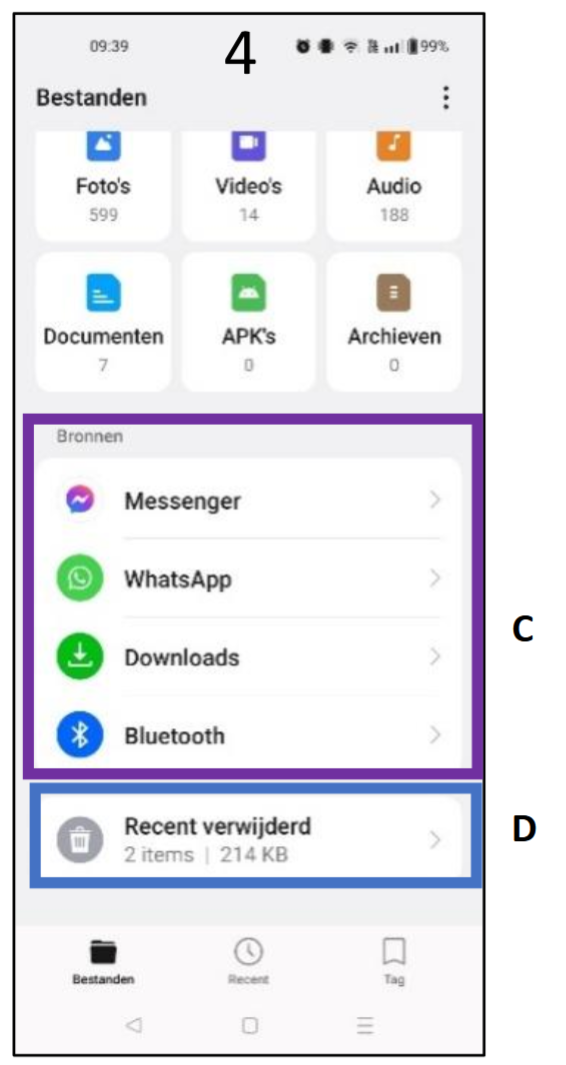 09:39 4 99%
Bestanden
Foto's Video's Audio
599 14 188
Documenten APK's Archieven
7 0 0
Bronnen
Messenger
WhatsApp
C
Downloads
Bluetooth
Recent verwijderd
D
2 items | 214 KB
Bestanden Recent Tag